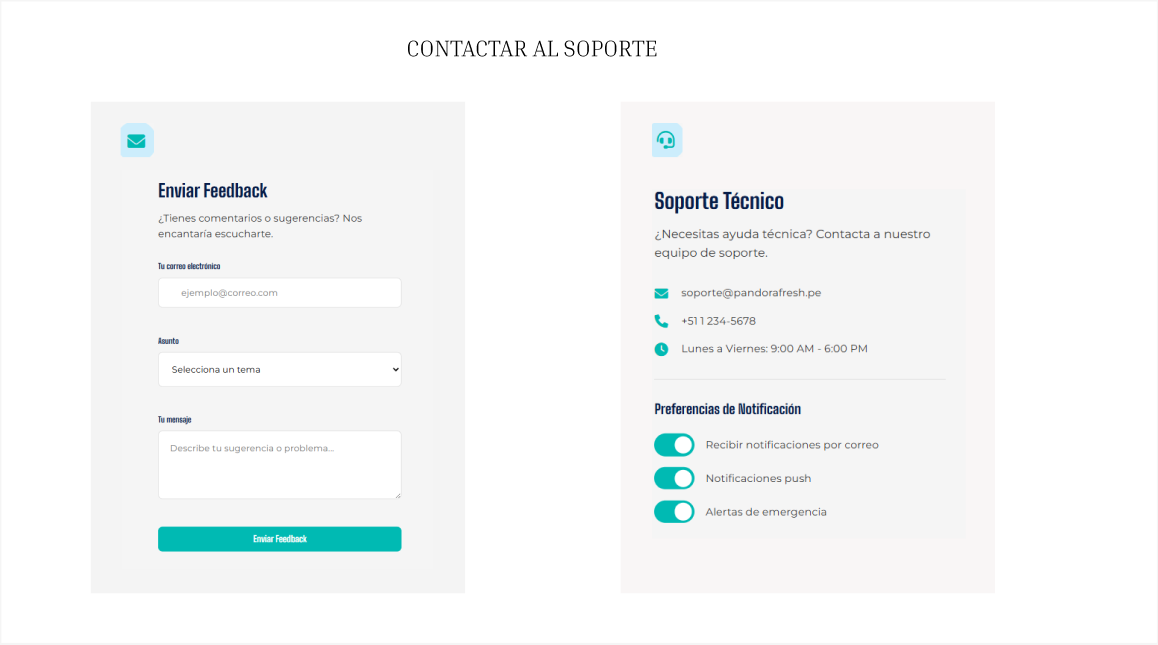 CONTACTAR AL SOPORTE
Enviar Feedback
¿Tienes comentarios o sugerencias? Nos
encantaría escucharte.
Tu correo electrónico
ejemplo@correo.com
Asunto
Selecciona un tema
Tu mensaje
Describe tu sugerencia o problema...
Enviar Feedback
Soporte Técnico
¿Necesitas ayuda técnica? Contacta a nuestro
equipo de soporte.
soporte@pandorafresh.pe
+51 1 234-5678
Lunes a Viernes: 9:00 AM - 6:00 PM
Preferencias de Notificación
Recibir notificaciones por correo
Notificaciones push
Alertas de emergencia